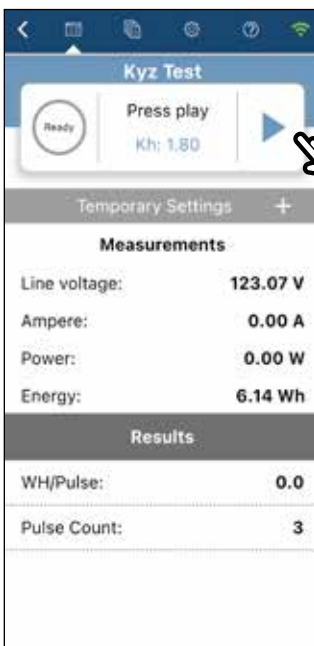 Kyz Test
Ready
Press play
Kh: 1.80
Temporary Settings +
Measurements
Line voltage: 123.07 V
Ampere: 0.00 A
Power: 0.00 W
Energy: 6.14 Wh
Results
WH/Pulse: 0.0
Pulse Count: 3